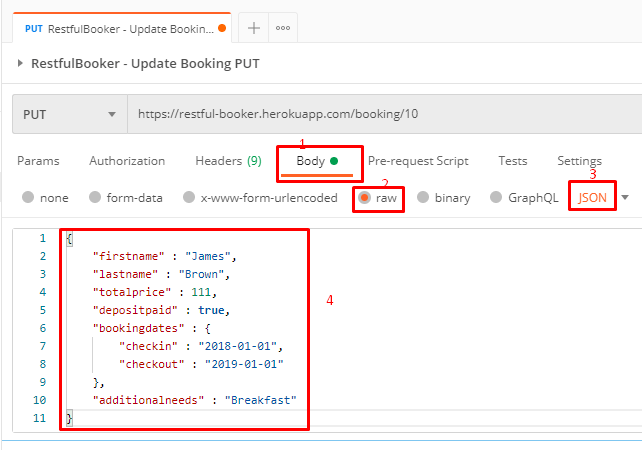 PUT RestfulBooker - Update Bookin...
RestfulBooker - Update Booking PUT
PUT https://restful-booker.herokuapp.com/booking/10
1
Params Authorization Headers (9) Body Pre-request Script Tests Settings
2 3
none form-data x-www-form-urlencoded raw binary GraphQL JSON
1 {
2 "firstname" : "James",
3 "lastname" : "Brown",
4 "totalprice" : 111,
5 "depositpaid" : true,
4
6 "bookingdates" : {
7 "checkin" : "2018-01-01",
8 "checkout" : "2019-01-01"
9 },
10 "additionalneeds" : "Breakfast"
11 }